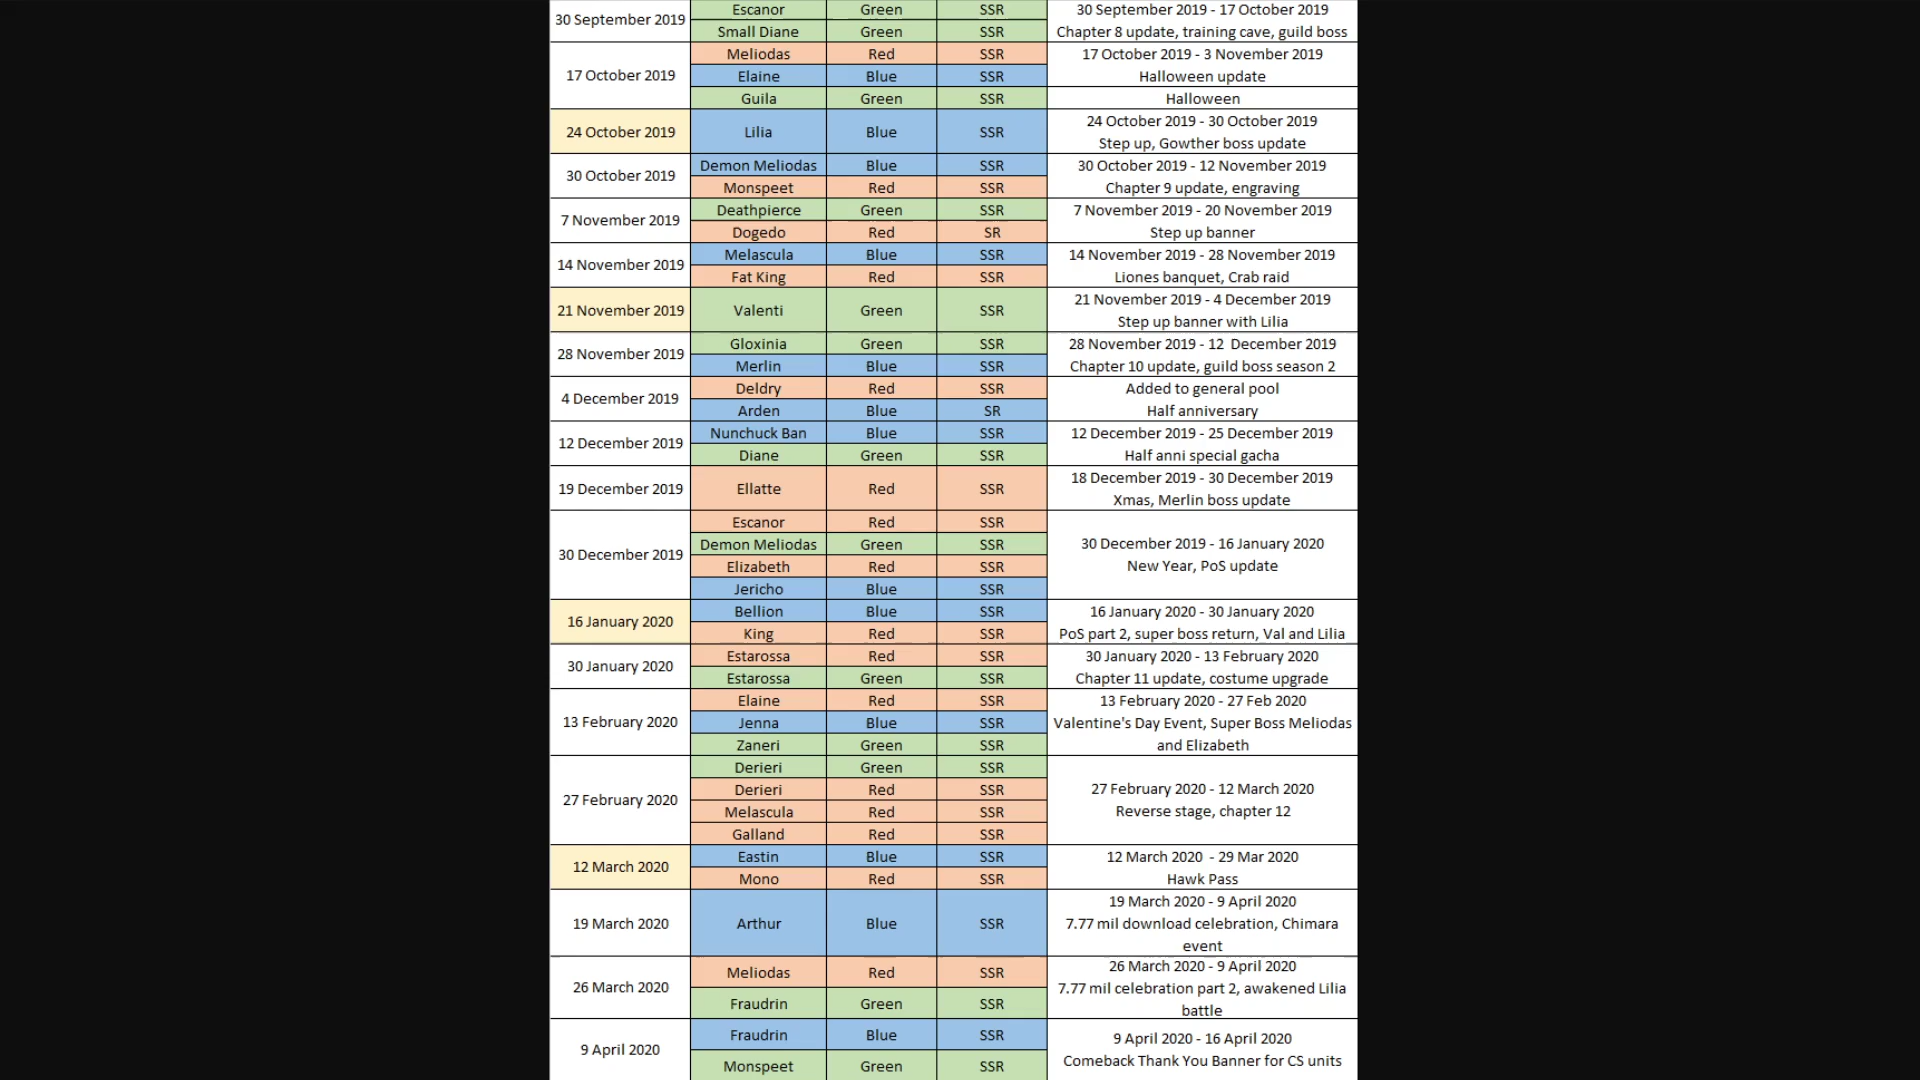 30 September 2019
Escanor Green SSR 30 September 2019 - 17 October 2019
Small Diane Green SSR Chapter 8 update, training cave, guild boss
17 October 2019
Meliodas Red SSR 17 October 2019 - 3 November 2019
Elaine Blue SSR Halloween update
Guila Green SSR Halloween
24 October 2019 Lilia Blue SSR 24 October 2019 - 30 October 2019
Step up, Gowther boss update
30 October 2019
Demon Meliodas Blue SSR 30 October 2019 - 12 November 2019
Monspeet Red SSR Chapter 9 update, engraving
7 November 2019
Deathpierce Green SSR 7 November 2019 - 20 November 2019
Dogedo Red SR Step up banner
14 November 2019
Melascula Blue SSR 14 November 2019 - 28 November 2019
Fat King Red SSR Liones banquet, Crab raid
21 November 2019 Valenti Green SSR 21 November 2019 - 4 December 2019
Step up banner with Lilia
28 November 2019
Gloxinia Green SSR 28 November 2019 - 12  December 2019
Merlin Blue SSR Chapter 10 update, guild boss season 2
4 December 2019
Deldry Red SSR Added to general pool
Arden Blue SR Half anniversary
12 December 2019
Nunchuck Ban Blue SSR 12 December 2019 - 25 December 2019
Diane Green SSR Half anni special gacha
19 December 2019 Ellatte Red SSR 18 December 2019 - 30 December 2019
Xmas, Merlin boss update
30 December 2019
Escanor Red SSR
Demon Meliodas Green SSR 30 December 2019 - 16 January 2020
Elizabeth Red SSR New Year, PoS update
Jericho Blue SSR
16 January 2020
Bellion Blue SSR 16 January 2020 - 30 January 2020
King Red SSR PoS part 2, super boss return, Val and Lilia
30 January 2020
Estarossa Red SSR 30 January 2020 - 13 February 2020
Estarossa Green SSR Chapter 11 update, costume upgrade
13 February 2020
Elaine Red SSR 13 February 2020 - 27 Feb 2020
Jenna Blue SSR Valentine's Day Event, Super Boss Meliodas
Zaneri Green SSR and Elizabeth
27 February 2020
Derieri Green SSR
Derieri Red SSR 27 February 2020 - 12 March 2020
Melascula Red SSR Reverse stage, chapter 12
Galland Red SSR
12 March 2020
Eastin Blue SSR 12 March 2020  - 29 Mar 2020
Mono Red SSR Hawk Pass
19 March 2020 Arthur Blue SSR 19 March 2020 - 9 April 2020
7.77 mil download celebration, Chimara
event
26 March 2020
Meliodas Red SSR 26 March 2020 - 9 April 2020
7.77 mil celebration part 2, awakened Lilia
Fraudrin Green SSR battle
9 April 2020
Fraudrin Blue SSR 9 April 2020 - 16 April 2020
Monspeet Green SSR Comeback Thank You Banner for CS units